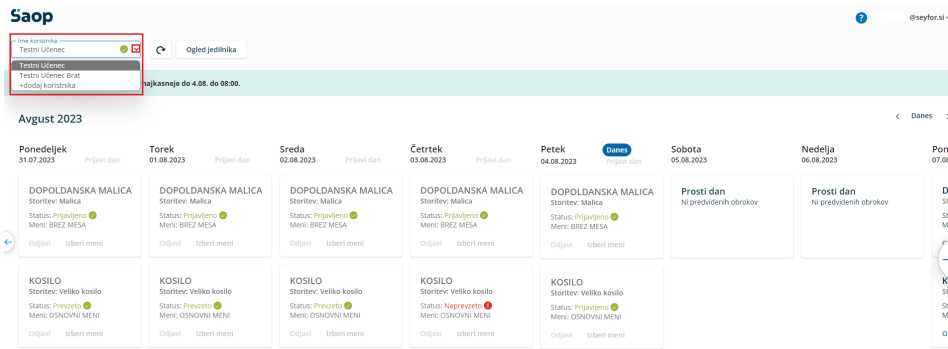 Saop
? @seyfor.si
Ime koristnika
Testni Učenec
Ogled jedilnika
Testni Učenec
Testni Učenec Brat
+dodaj koristnika
najkasneje do 4.08. do 08:00.
Avgust 2023
< Danes >
Ponedeljek Torek Sreda Četrtek Petek Danes Sobota Nedelja Pon
31.07.2023 Prijavi dan 01.08.2023 Prijavi dan 02.08.2023 Prijavi dan 03.08.2023 Prijavi dan 04.08.2023 Prijavi dan 05.08.2023 06.08.2023 07.08
DOPOLDANSKA MALICA DOPOLDANSKA MALICA DOPOLDANSKA MALICA DOPOLDANSKA MALICA DOPOLDANSKA MALICA Prosti dan Prosti dan D
Storitev: Malica Storitev: Malica Storitev: Malica Storitev: Malica Storitev: Malica Ni predvidenih obrokov Ni predvidenih obrokov St
Status: Prijavljeno Status: Prijavljeno Status: Prijavljeno Status: Prijavljeno Status: Prijavljeno St
Meni: BREZ MESA Meni: BREZ MESA Meni: BREZ MESA Meni: BREZ MESA Meni: BREZ MESA M
Odjavi Izberi meni Odjavi Izberi meni Odjavi Izberi meni Odjavi Izberi meni Odjavi Izberi meni
KOSILO KOSILO KOSILO KOSILO KOSILO K
Storitev: Veliko kosilo Storitev: Veliko kosilo Storitev: Veliko kosilo Storitev: Veliko kosilo Storitev: Veliko kosilo St
Status: Prevzeto Status: Prevzeto Status: Prevzeto Status: Neprevzeto Status: Prijavljeno St
Meni: OSNOVNI MENI Meni: OSNOVNI MENI Meni: OSNOVNI MENI Meni: OSNOVNI MENI Meni: OSNOVNI MENI M
Odjavi Izberi meni Odjavi Izberi meni Odjavi Izberi meni Odjavi Izberi meni Odjavi Izberi meni O